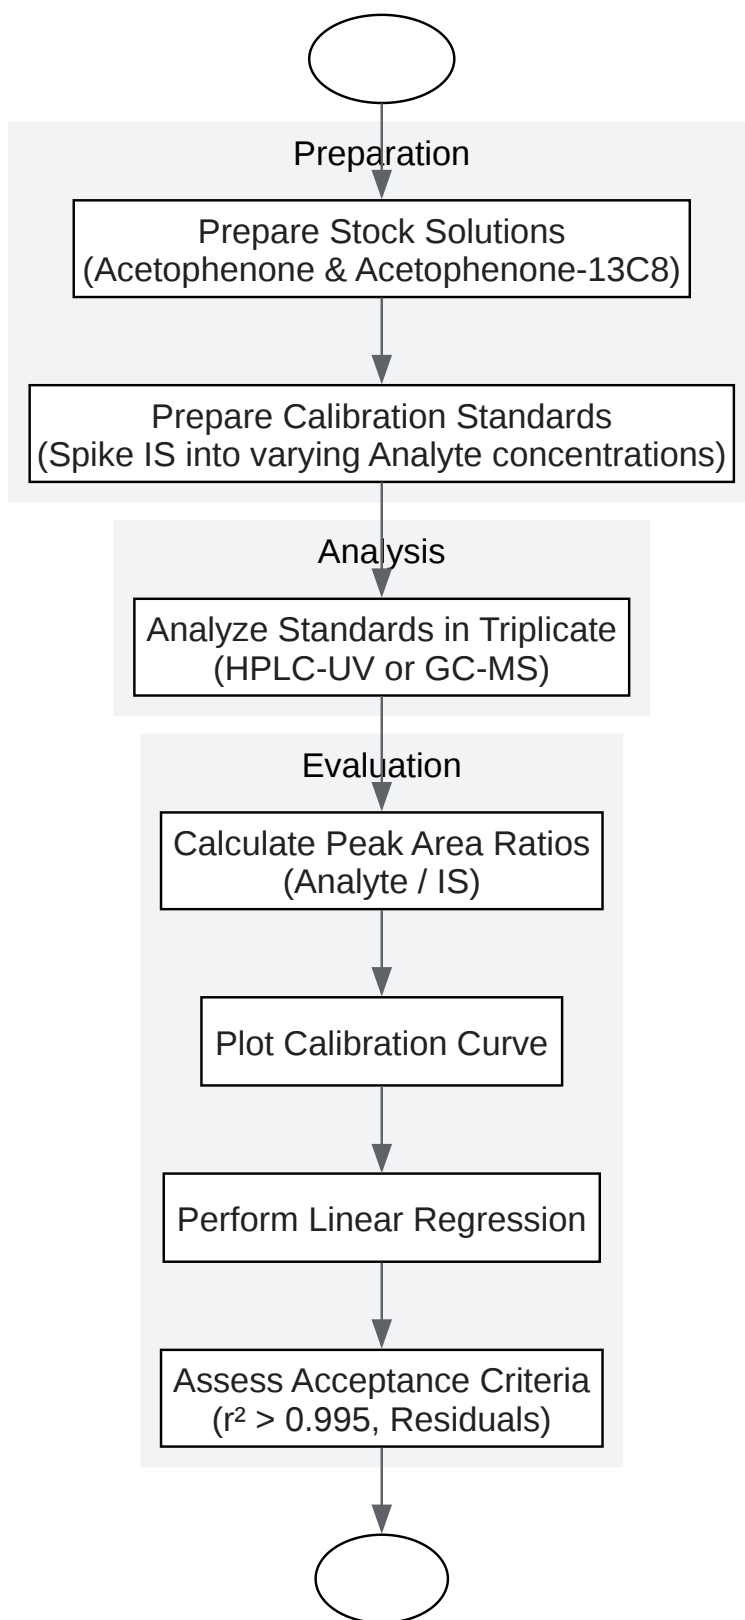 Preparation
Prepare Stock Solutions
(Acetophenone & Acetophenone-13C8)
Prepare Calibration Standards
(Spike IS into varying Analyte concentrations)
Analysis
Analyze Standards in Triplicate
(HPLC-UV or GC-MS)
Evaluation
Calculate Peak Area Ratios
(Analyte / IS)
Plot Calibration Curve
Perform Linear Regression
Assess Acceptance Criteria
(r² > 0.995, Residuals)